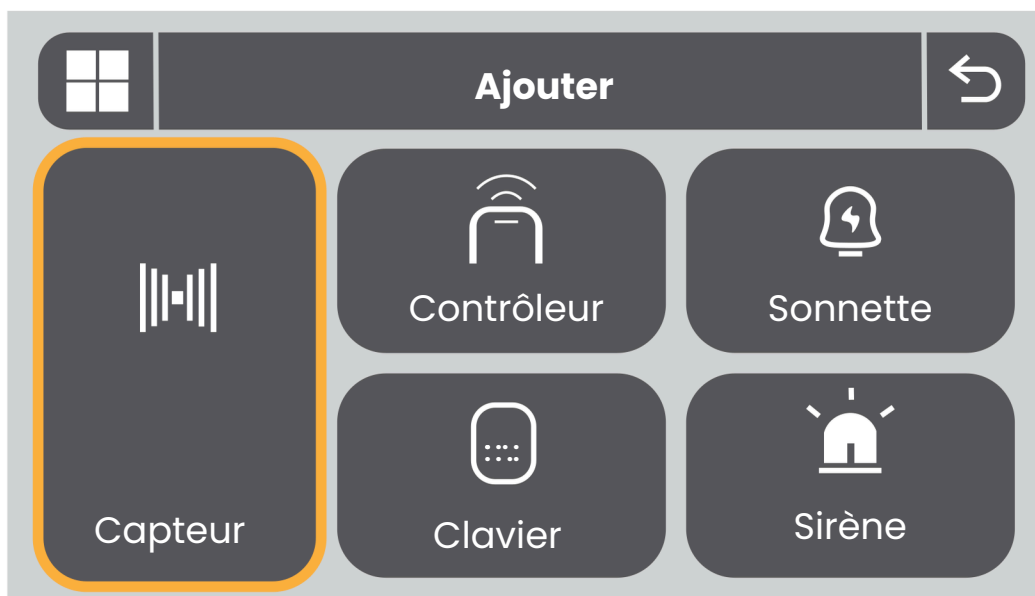 Ajouter
Contrôleur
Sonnette
Capteur
Clavier
Sirène